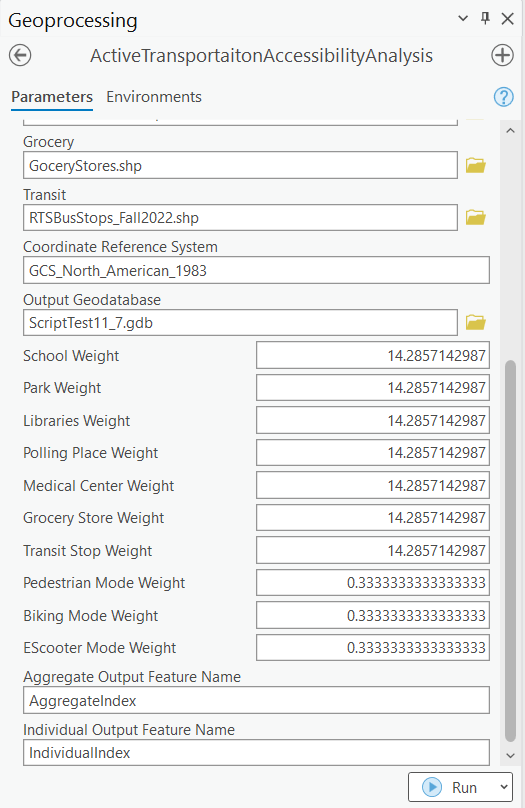 Geoprocessing
ActiveTransportaitonAccessibilityAnalysis
Parameters Environments
?
Grocery
GoceryStores.shp
Transit
RTSBusStops_Fall2022.shp
Coordinate Reference System
GCS_North_American_1983
Output Geodatabase
ScriptTest11_7.gdb
School Weight 14.2857142987
Park Weight 14.2857142987
Libraries Weight 14.2857142987
Polling Place Weight 14.2857142987
Medical Center Weight 14.2857142987
Grocery Store Weight 14.2857142987
Transit Stop Weight 14.2857142987
Pedestrian Mode Weight 0.3333333333333333
Biking Mode Weight 0.3333333333333333
EScooter Mode Weight 0.3333333333333333
Aggregate Output Feature Name
AggregateIndex
Individual Output Feature Name
IndividualIndex
Run